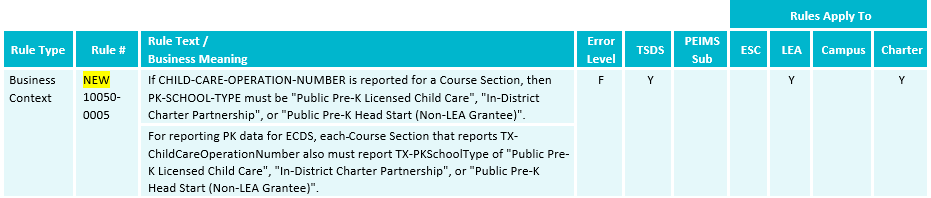 Rules Apply To
Rule Type Rule # Rule Text / Business Meaning Error Level TSDS PEIMS Sub ESC LEA Campus Charter
Business Context
NEW
10050-
0005
If CHILD-CARE-OPERATION-NUMBER is reported for a Course Section, then
PK-SCHOOL-TYPE must be "Public Pre-K Licensed Child Care", "In-District
Charter Partnership", or "Public Pre-K Head Start (Non-LEA Grantee)".
F Y Y Y
For reporting PK data for ECDS, each-Course Section that reports TX-
ChildCareOperationNumber also must report TX-PKSchoolType of "Public Pre-
K Licensed Child Care", "In-District Charter Partnership", or "Public Pre-K
Head Start (Non-LEA Grantee)".